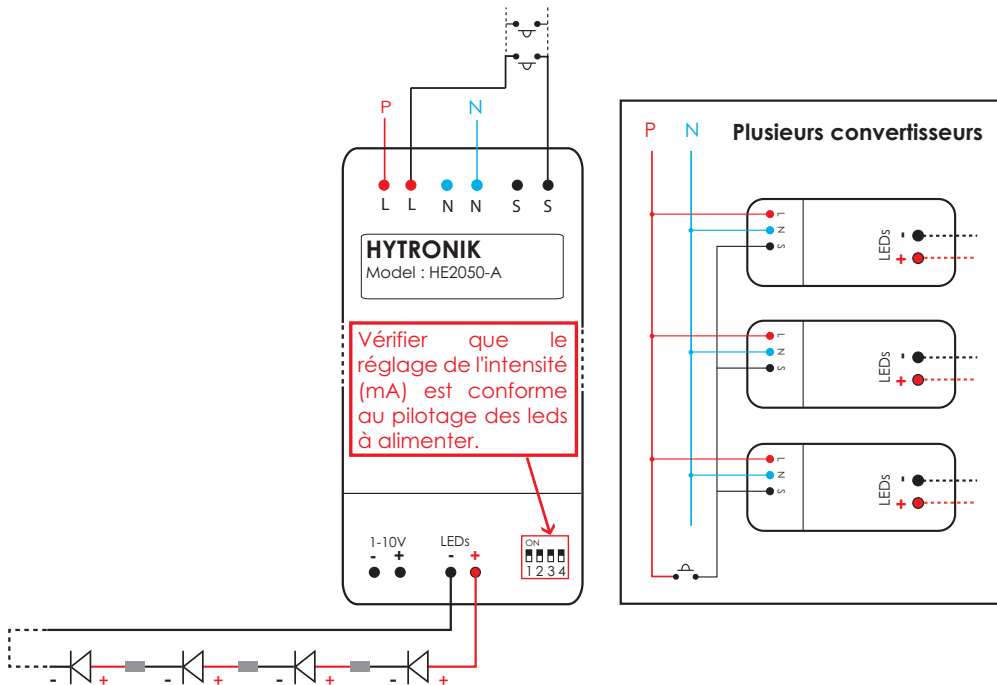 P N
L L N N S S
HYTRONIK
Model : HE2050-A
Vérifier que le
réglage de l'intensité
(mA) est conforme
au pilotage des leds
à alimenter.
1-10V LEDs
- + - +
ON
1 2 3 4
- + - + - + - +
P N Plusieurs convertisseurs
L
N
S
LEDs
-
+
L
N
S
LEDs
-
+
L
N
S
LEDs
-
+